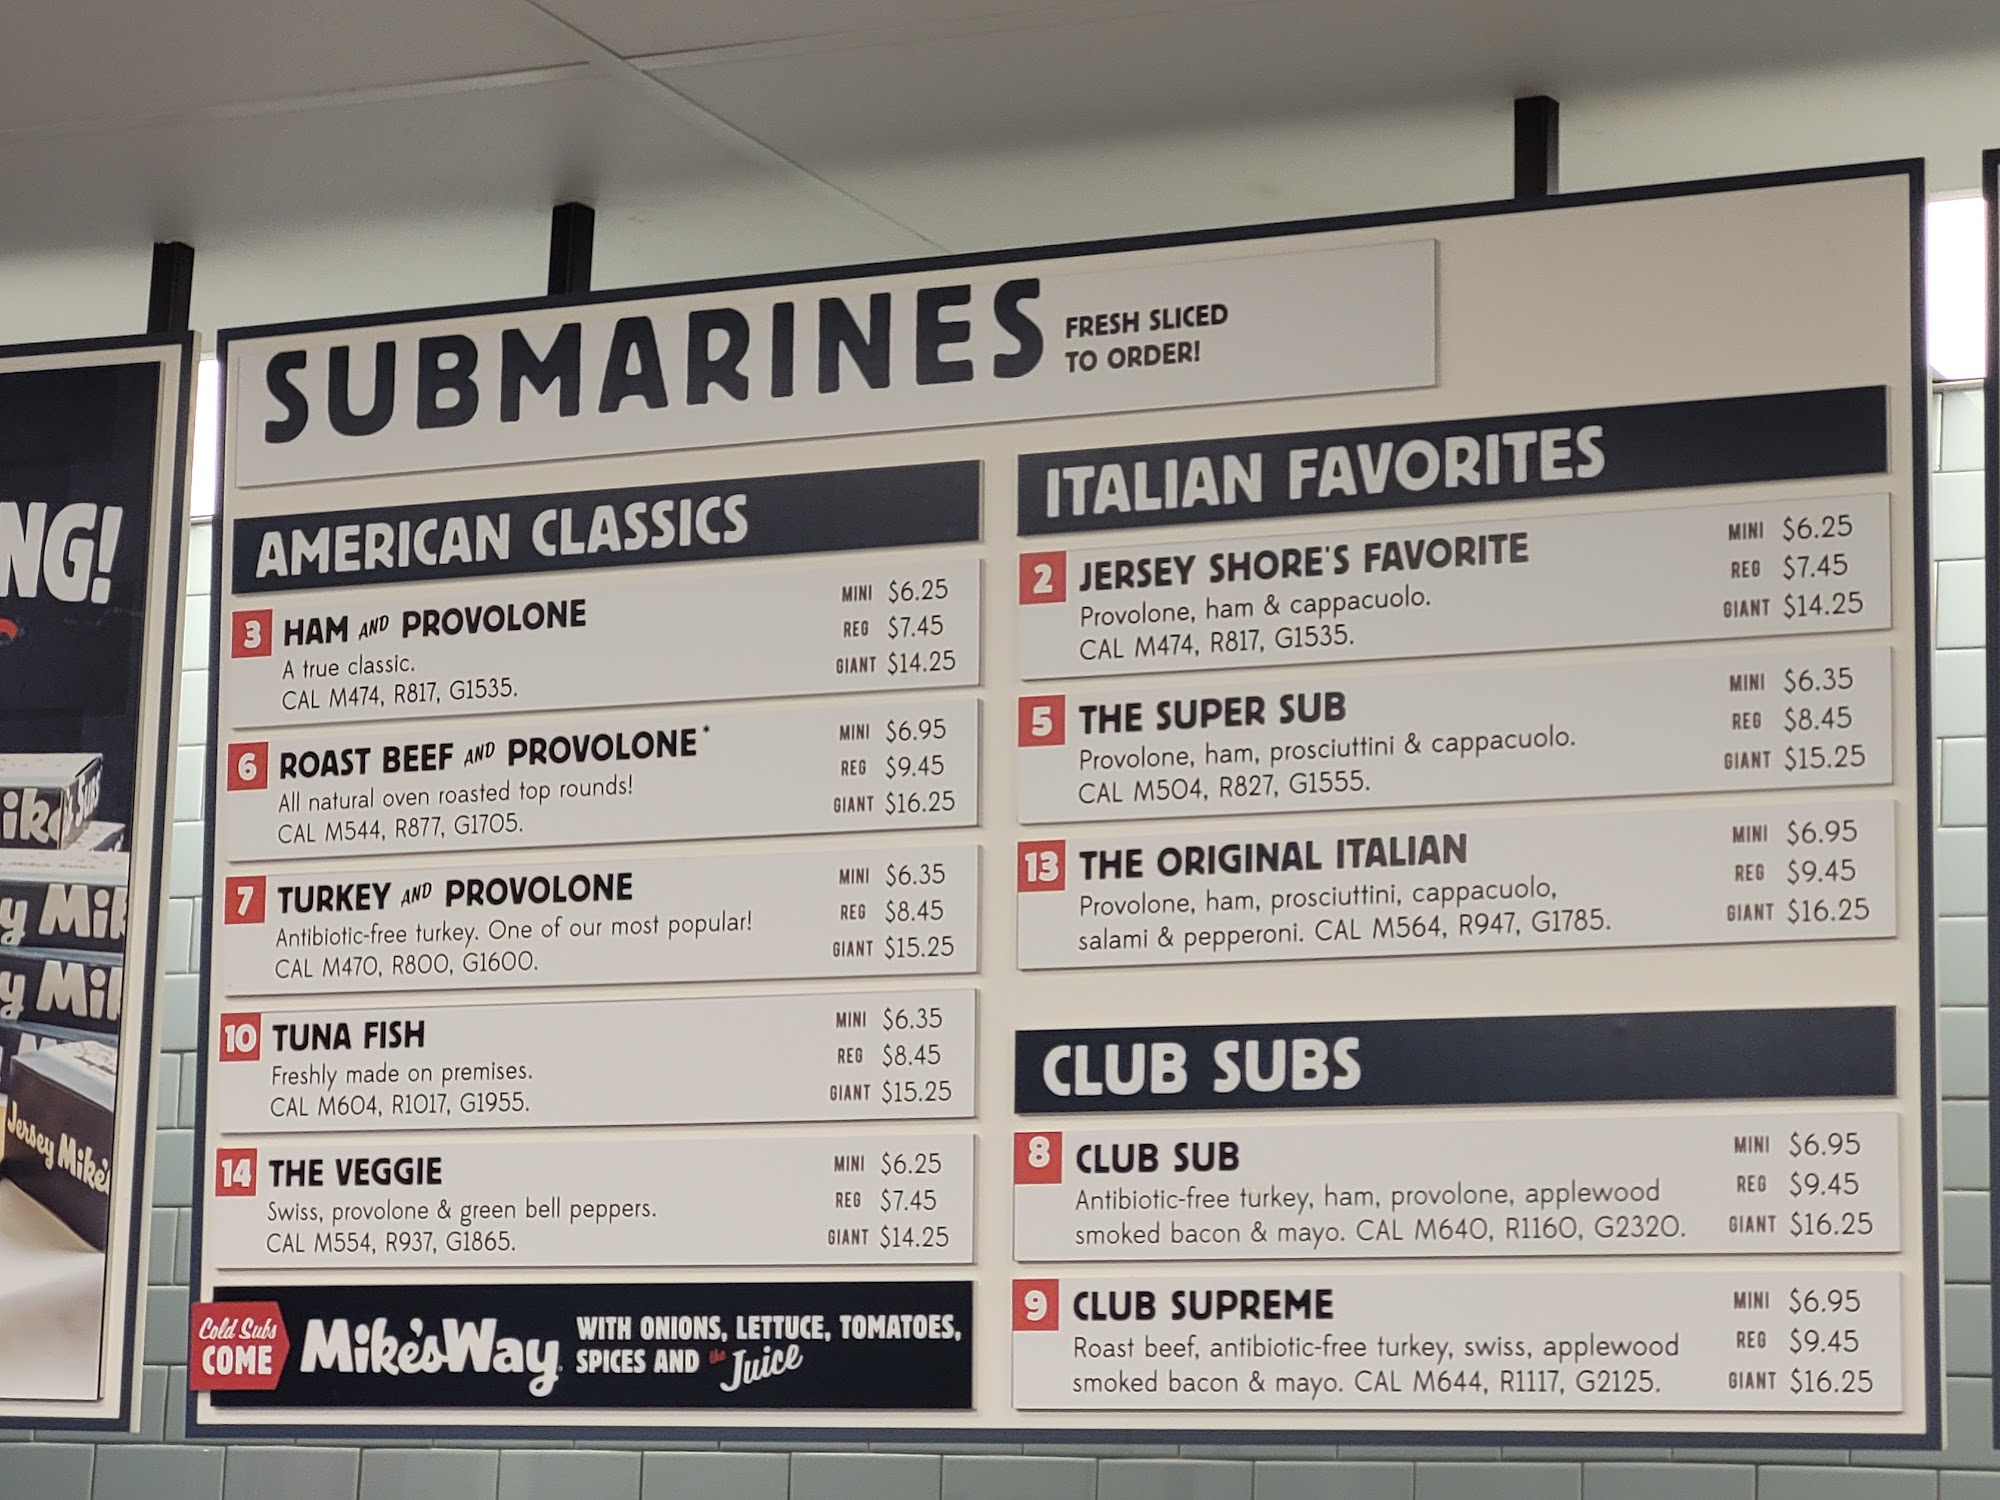 SUBMARINES
FRESH SLICED
TO ORDER!
AMERICAN CLASSICS
3 HAM AND PROVOLONE
A true classic.
CAL M474, R817, G1535.
MINI $6.25
REG $7.45
GIANT $14.25
6 ROAST BEEF AND PROVOLONE*
All natural oven roasted top rounds!
CAL M544, R877, G1705.
MINI $6.95
REG $9.45
GIANT $16.25
7 TURKEY AND PROVOLONE
Antibiotic-free turkey. One of our most popular!
CAL M470, R800, G1600.
MINI $6.35
REG $8.45
GIANT $15.25
10 TUNA FISH
Freshly made on premises.
CAL M604, R1017, G1955.
MINI $6.35
REG $8.45
GIANT $15.25
14 THE VEGGIE
Swiss, provolone & green bell peppers.
CAL M554, R937, G1865.
MINI $6.25
REG $7.45
GIANT $14.25
Cold Subs
COME
Mike's Way
WITH ONIONS, LETTUCE, TOMATOES,
SPICES AND the Juice
ITALIAN FAVORITES
2 JERSEY SHORE'S FAVORITE
Provolone, ham & cappacuolo.
CAL M474, R817, G1535.
MINI $6.25
REG $7.45
GIANT $14.25
5 THE SUPER SUB
Provolone, ham, prosciuttini & cappacuolo.
CAL M504, R827, G1555.
MINI $6.35
REG $8.45
GIANT $15.25
13 THE ORIGINAL ITALIAN
Provolone, ham, prosciuttini, cappacuolo,
salami & pepperoni. CAL M564, R947, G1785.
MINI $6.95
REG $9.45
GIANT $16.25
CLUB SUBS
8 CLUB SUB
Antibiotic-free turkey, ham, provolone, applewood
smoked bacon & mayo. CAL M640, R1160, G2320.
MINI $6.95
REG $9.45
GIANT $16.25
9 CLUB SUPREME
Roast beef, antibiotic-free turkey, swiss, applewood
smoked bacon & mayo. CAL M644, R1117, G2125.
MINI $6.95
REG $9.45
GIANT $16.25
NG!
y Mik
y Mik
Jersey Mike's